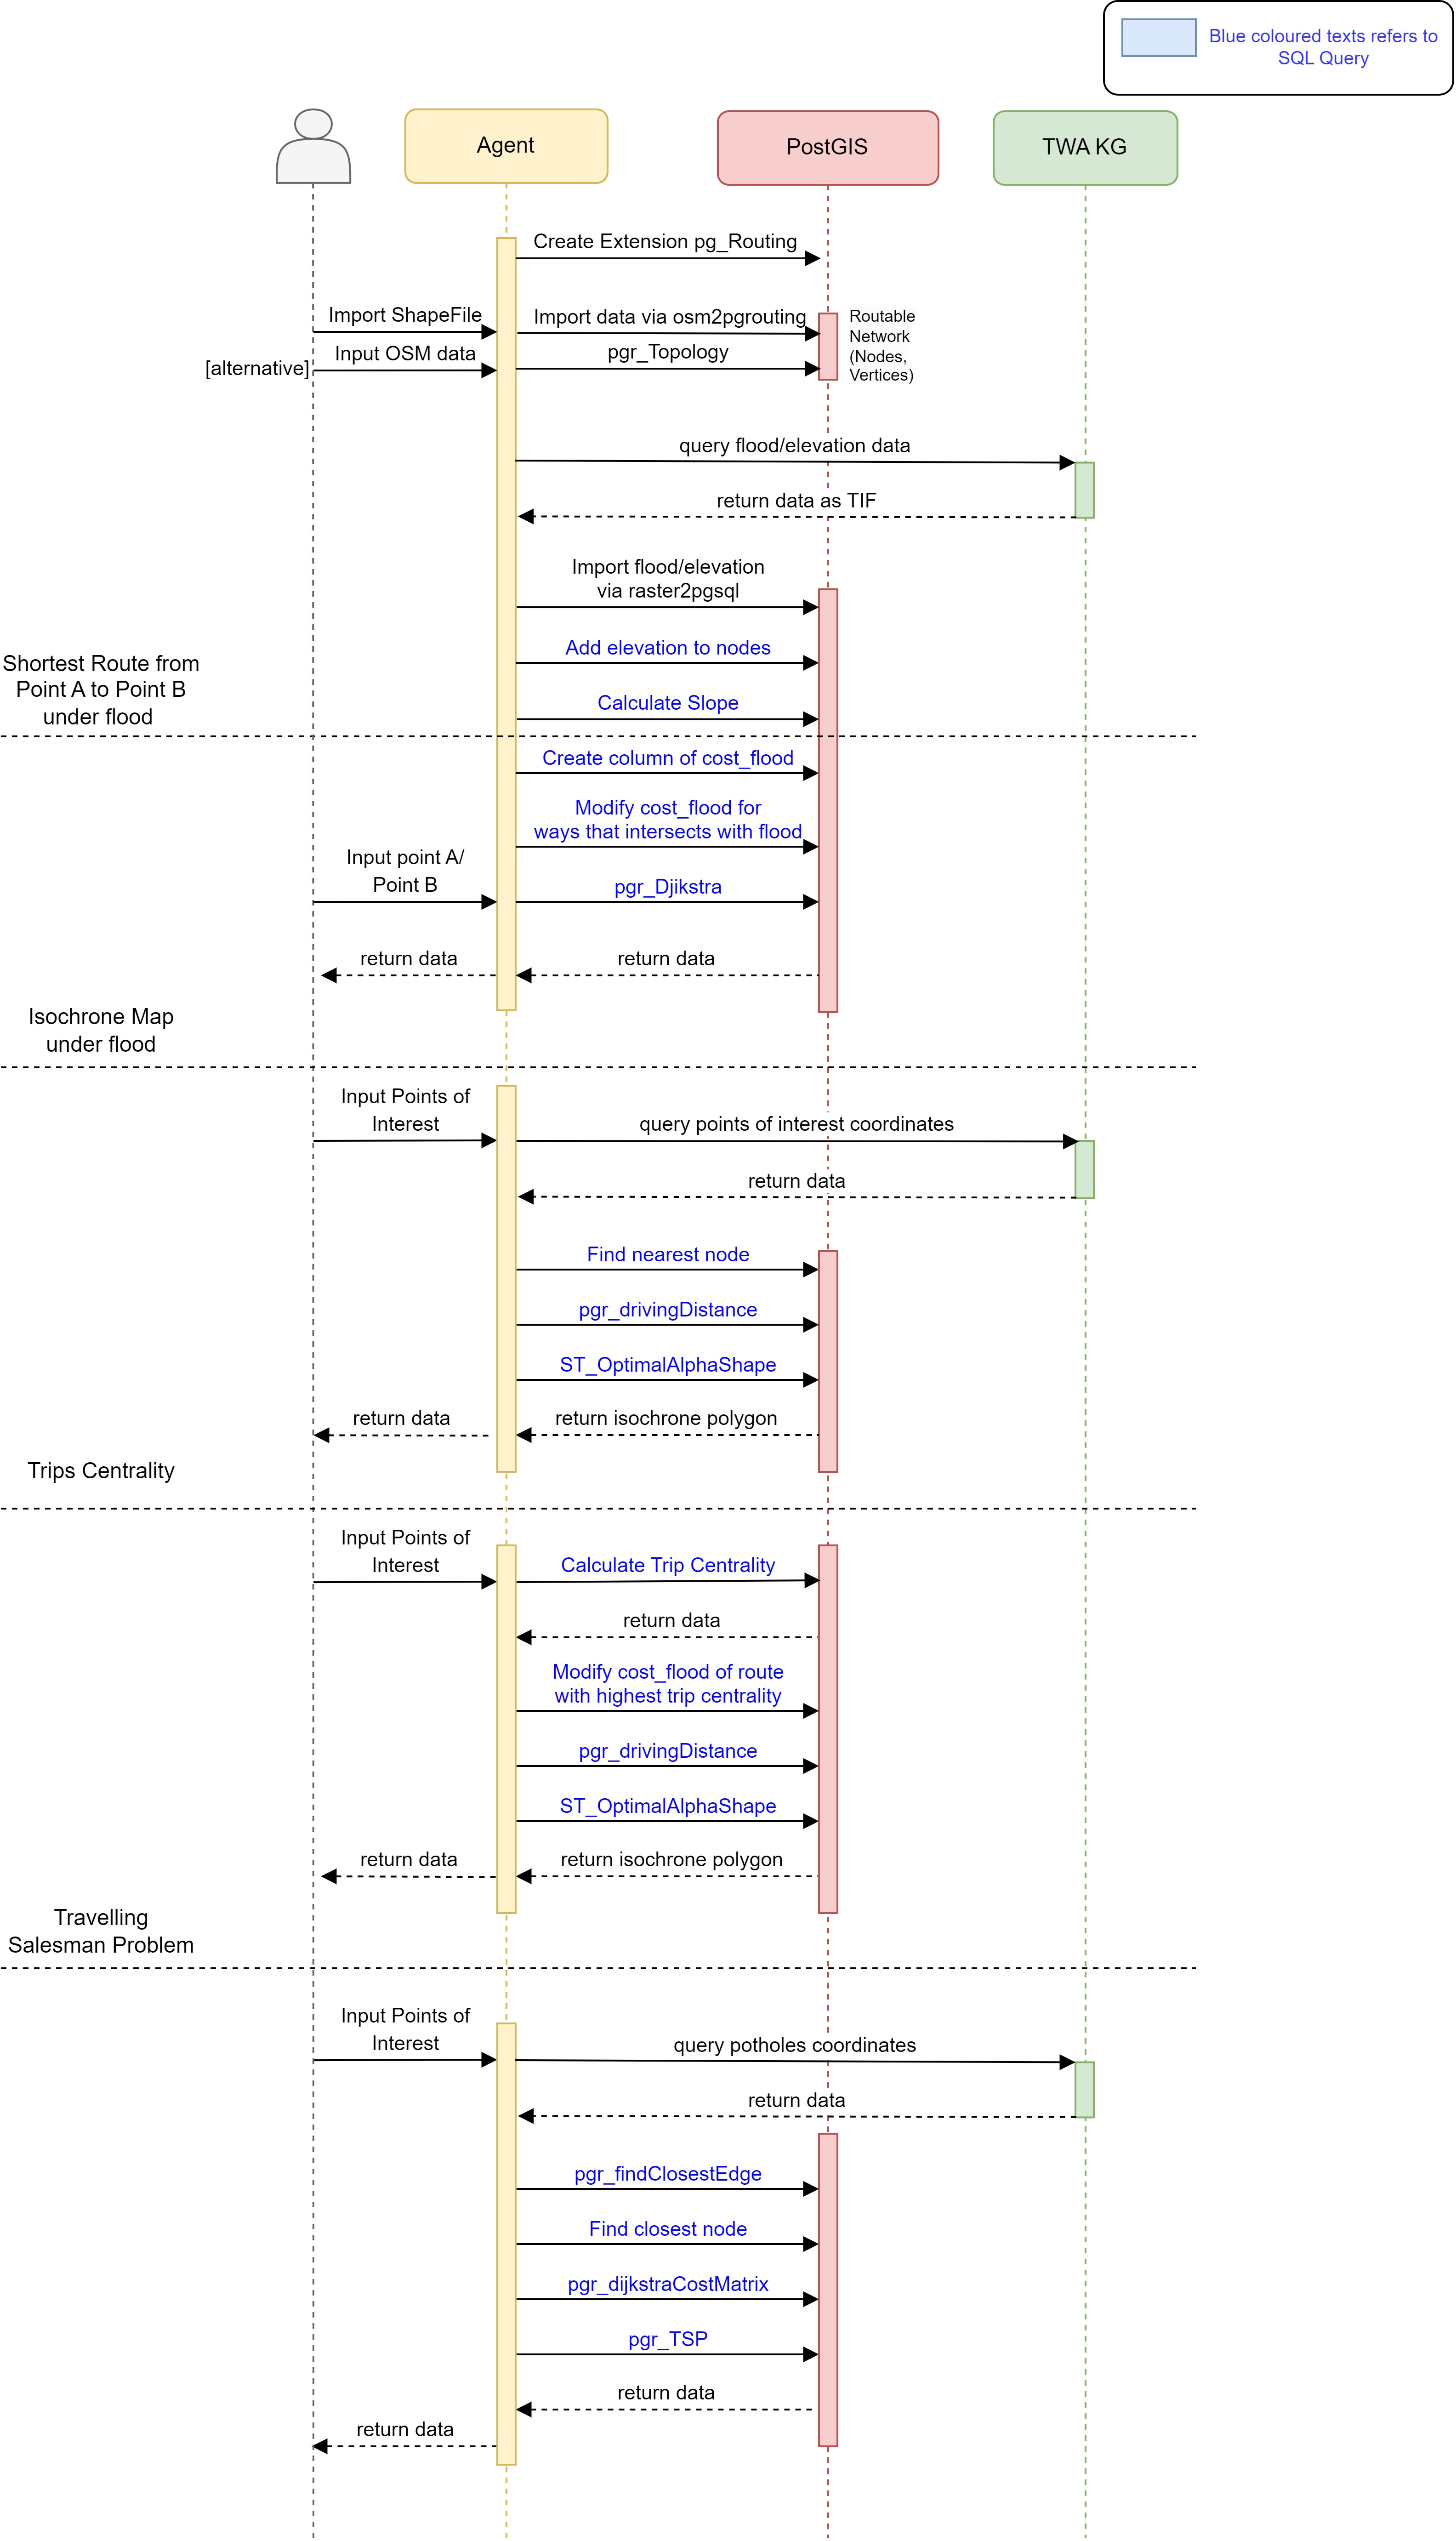 Blue coloured texts refers to
SQL Query
Agent
PostGIS
TWA KG
Create Extension pg_Routing
Import ShapeFile
Import data via osm2pgrouting
Routable
Network
(Nodes,
Vertices)
[alternative]
Input OSM data
pgr_Topology
query flood/elevation data
return data as TIF
Import flood/elevation
via raster2pgsql
Add elevation to nodes
Shortest Route from
Point A to Point B
under flood
Calculate Slope
Create column of cost_flood
Modify cost_flood for
ways that intersects with flood
Input point A/
Point B
pgr_Djikstra
return data
return data
Isochrone Map
under flood
Input Points of
Interest
query points of interest coordinates
return data
Find nearest node
pgr_drivingDistance
ST_OptimalAlphaShape
return data
return isochrone polygon
Trips Centrality
Input Points of
Interest
Calculate Trip Centrality
return data
Modify cost_flood of route
with highest trip centrality
pgr_drivingDistance
ST_OptimalAlphaShape
return data
return isochrone polygon
Travelling
Salesman Problem
Input Points of
Interest
query potholes coordinates
return data
pgr_findClosestEdge
Find closest node
pgr_dijkstraCostMatrix
pgr_TSP
return data
return data